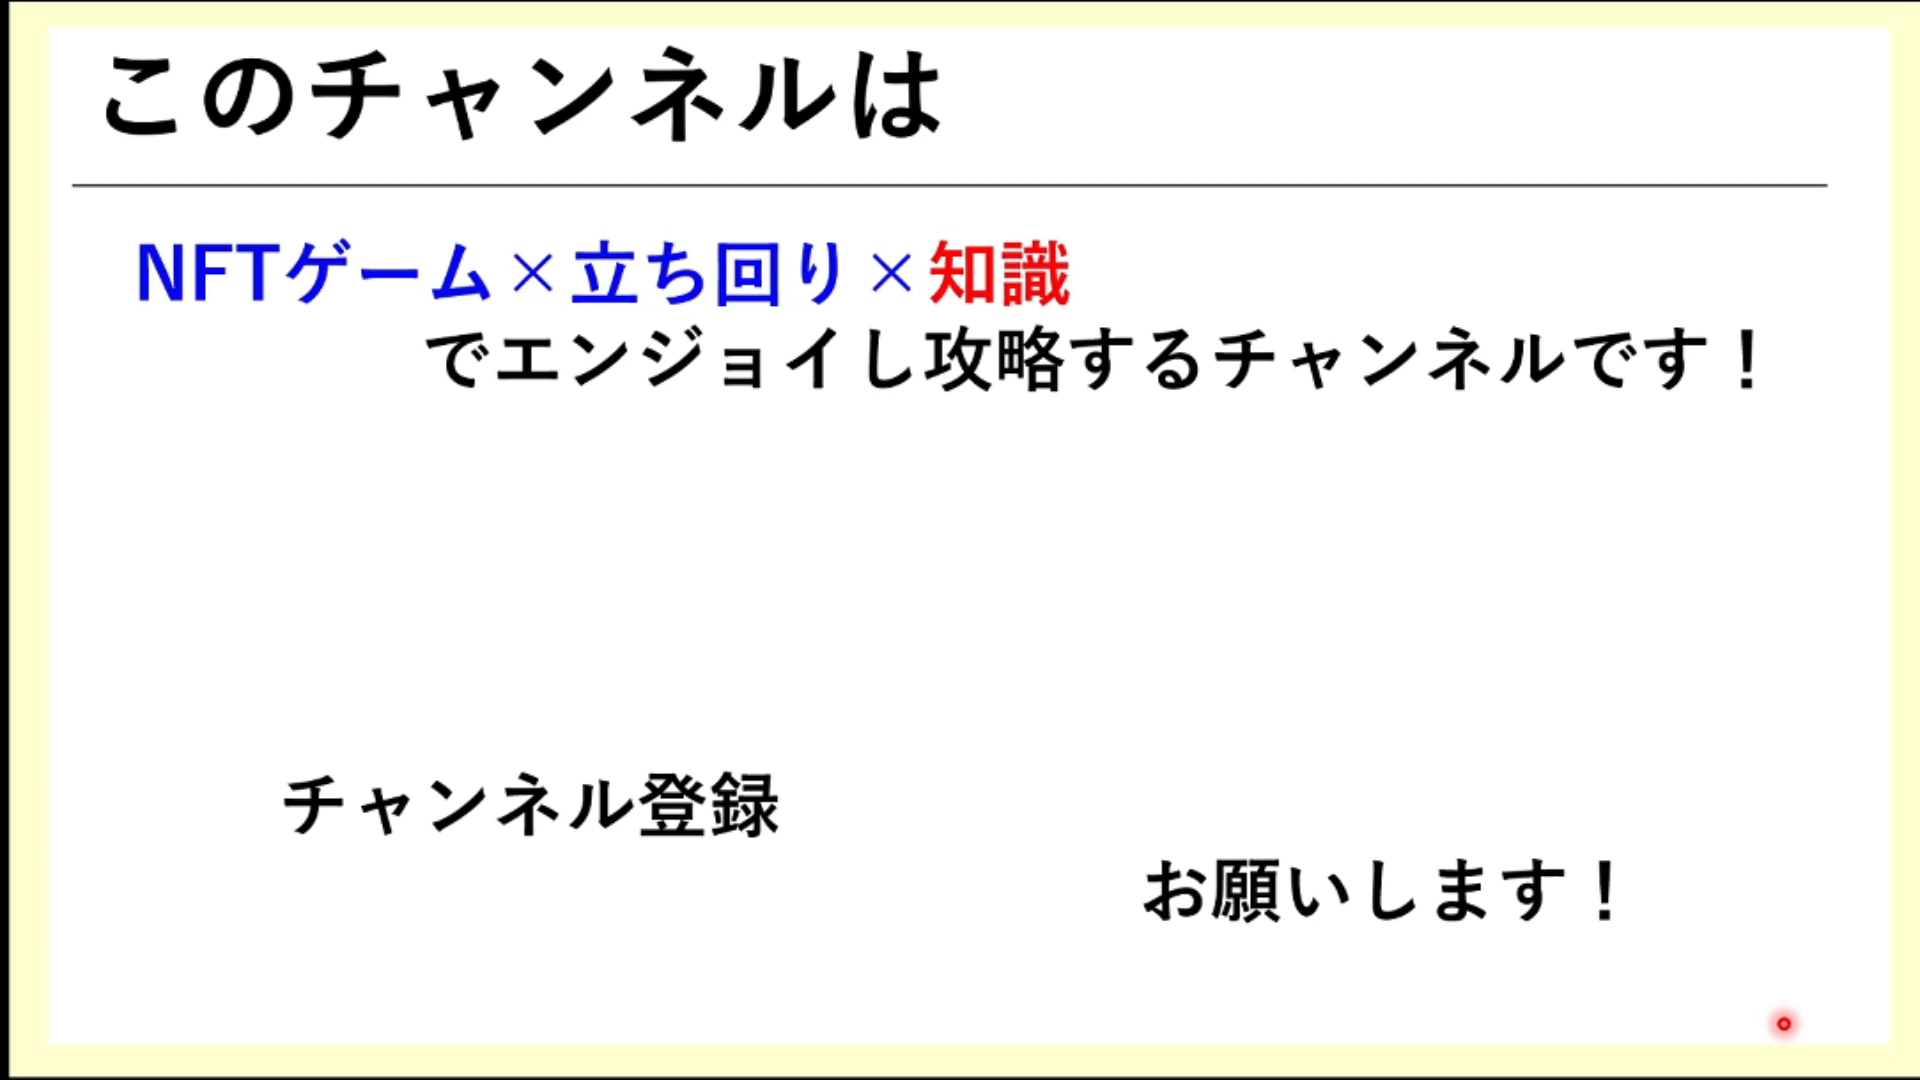 このチャンネルは
NFTゲーム×立ち回り×知識
でエンジョイし攻略するチャンネルです！
チャンネル登録
お願いします！